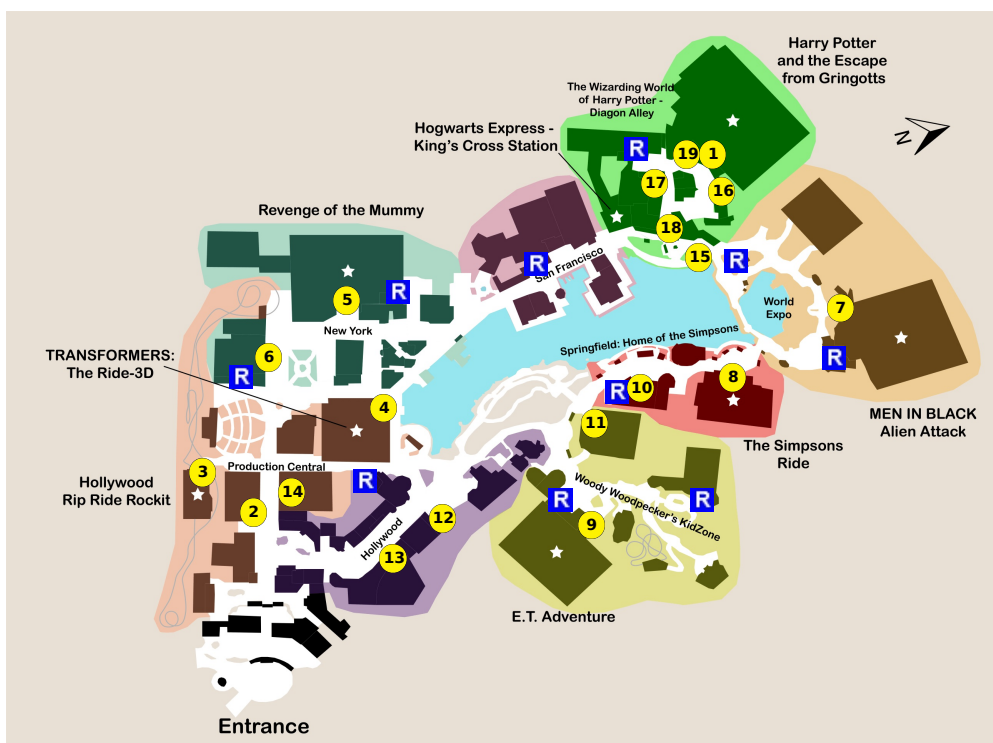 Harry Potter
and the Escape
from Gringotts
The Wizarding World
of Harry Potter -
Diagon Alley
Hogwarts Express -
King's Cross Station
N
R
19
1
17
16
18
15
Revenge of the Mummy
San Francisco
R
R
R
5
World
Expo
7
New York
Springfield: Home of the Simpsons
TRANSFORMERS:
The Ride-3D
6
R
R
8
R
10
4
MEN IN BLACK
Alien Attack
11
The Simpsons
Ride
Production Central
3
Hollywood
Rip Ride Rockit
14
R
2
12
Woody Woodpecker's KidZone
R
R
9
Hollywood
13
E.T. Adventure
Entrance